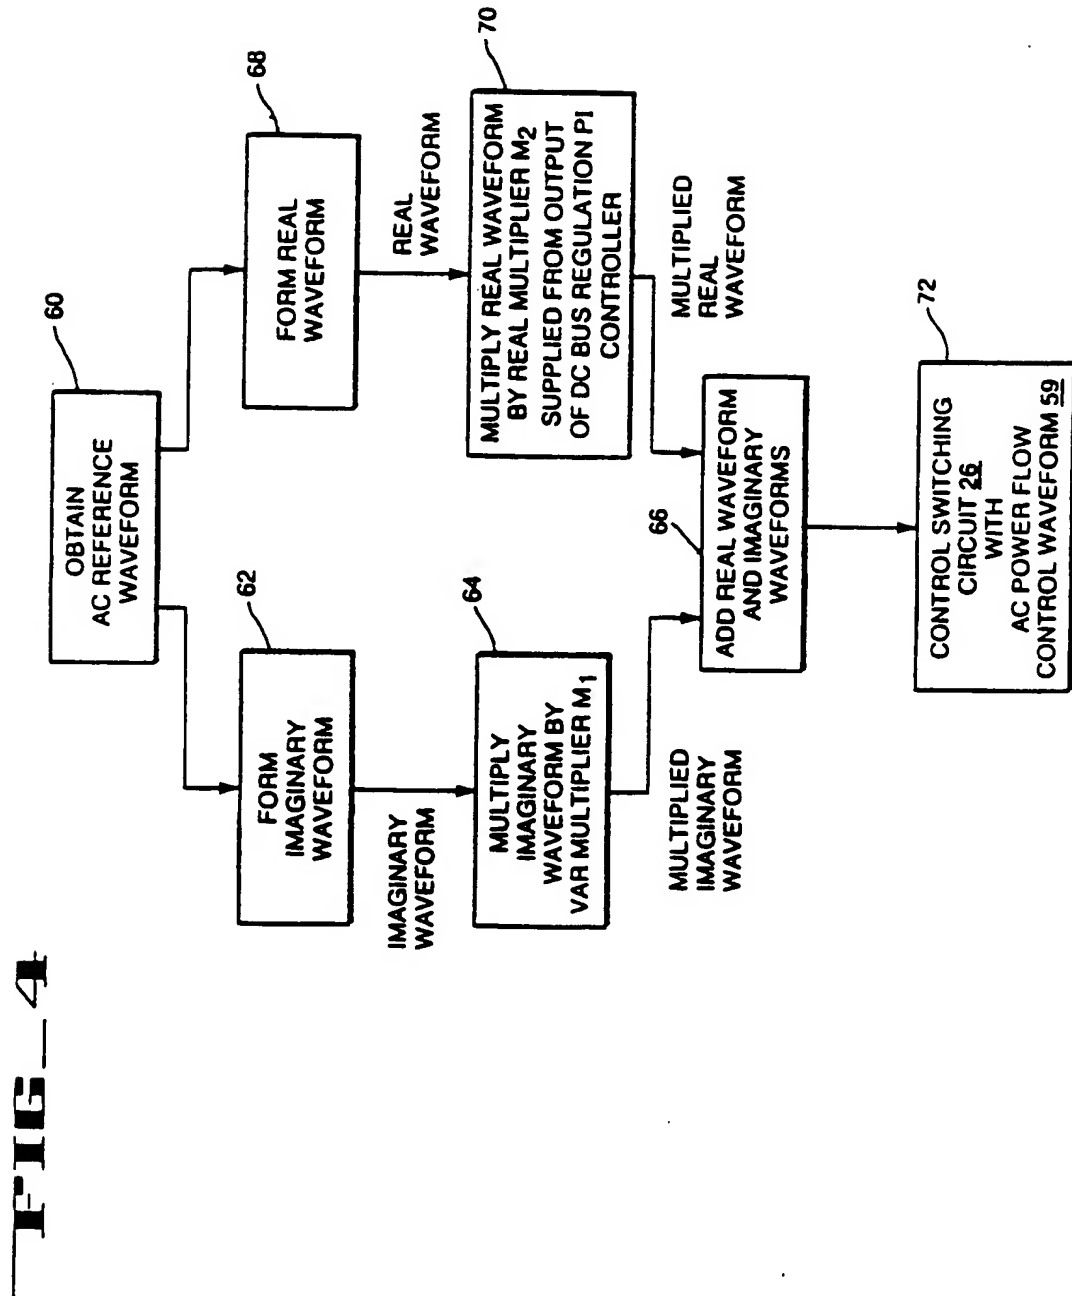 FIG_4
60
OBTAIN
AC REFERENCE
WAVEFORM
62
FORM
IMAGINARY
WAVEFORM
68
FORM REAL
WAVEFORM
IMAGINARY
WAVEFORM
REAL
WAVEFORM
64
MULTIPLY
IMAGINARY
WAVEFORM BY
VAR MULTIPLIER M1
70
MULTIPLY REAL WAVEFORM
BY REAL MULTIPLIER M2
SUPPLIED FROM OUTPUT
OF DC BUS REGULATION PI
CONTROLLER
MULTIPLIED
IMAGINARY
WAVEFORM
MULTIPLIED
REAL
WAVEFORM
66
ADD REAL WAVEFORM
AND IMAGINARY
WAVEFORMS
72
CONTROL SWITCHING
CIRCUIT 26
WITH
AC POWER FLOW
CONTROL WAVEFORM 59